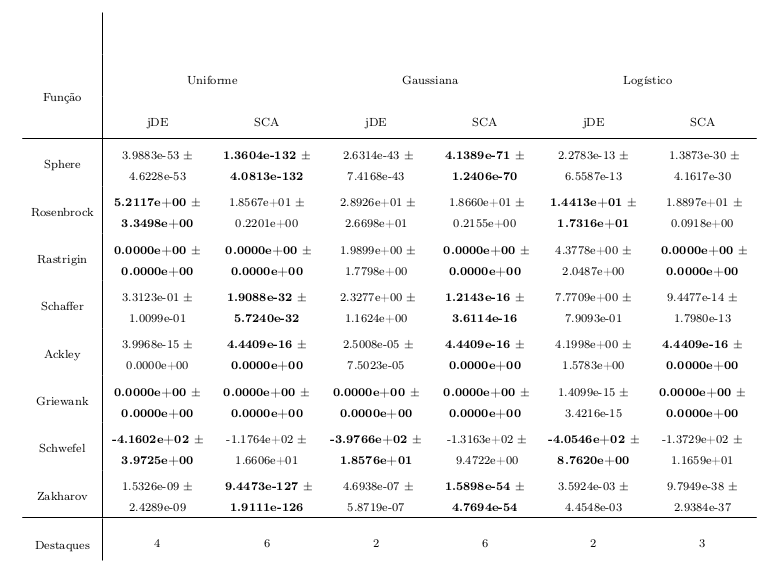 Uniforme Gaussiana Logístico
Função
jDE SCA jDE SCA jDE SCA
3.9883e-53 ± 1.3604e-132 ± 2.6314e-43 ± 4.1389e-71 ± 2.2783e-13 ± 1.3873e-30 ±
Sphere
4.6228e-53 4.0813e-132 7.4168e-43 1.2406e-70 6.5587e-13 4.1617e-30
5.2117e+00 ± 1.8567e+01 ± 2.8926e+01 ± 1.8660e+01 ± 1.4413e+01 ± 1.8897e+01 ±
Rosenbrock
3.3498e+00 0.2201e+00 2.6698e+01 0.2155e+00 1.7316e+01 0.0918e+00
0.0000e+00 ± 0.0000e+00 ± 1.9899e+00 ± 0.0000e+00 ± 4.3778e+00 ± 0.0000e+00 ±
Rastrigin
0.0000e+00 0.0000e+00 1.7798e+00 0.0000e+00 2.0487e+00 0.0000e+00
3.3123e-01 ± 1.9088e-32 ± 2.3277e+00 ± 1.2143e-16 ± 7.7709e+00 ± 9.4477e-14 ±
Schaffer
1.0099e-01 5.7240e-32 1.1624e+00 3.6114e-16 7.9093e-01 1.7980e-13
3.9968e-15 ± 4.4409e-16 ± 2.5008e-05 ± 4.4409e-16 ± 4.1998e+00 ± 4.4409e-16 ±
Ackley
0.0000e+00 0.0000e+00 7.5023e-05 0.0000e+00 1.5783e+00 0.0000e+00
0.0000e+00 ± 0.0000e+00 ± 0.0000e+00 ± 0.0000e+00 ± 1.4099e-15 ± 0.0000e+00 ±
Griewank
0.0000e+00 0.0000e+00 0.0000e+00 0.0000e+00 3.4216e-15 0.0000e+00
-4.1602e+02 ± -1.1764e+02 ± -3.9766e+02 ± -1.3163e+02 ± -4.0546e+02 ± -1.3729e+02 ±
Schwefel
3.9725e+00 1.6606e+01 1.8576e+01 9.4722e+00 8.7620e+00 1.1659e+01
1.5326e-09 ± 9.4473e-127 ± 4.6938e-07 ± 1.5898e-54 ± 3.5924e-03 ± 9.7949e-38 ±
Zakharov
2.4289e-09 1.9111e-126 5.8719e-07 4.7694e-54 4.4548e-03 2.9384e-37
Destaques 4 6 2 6 2 3